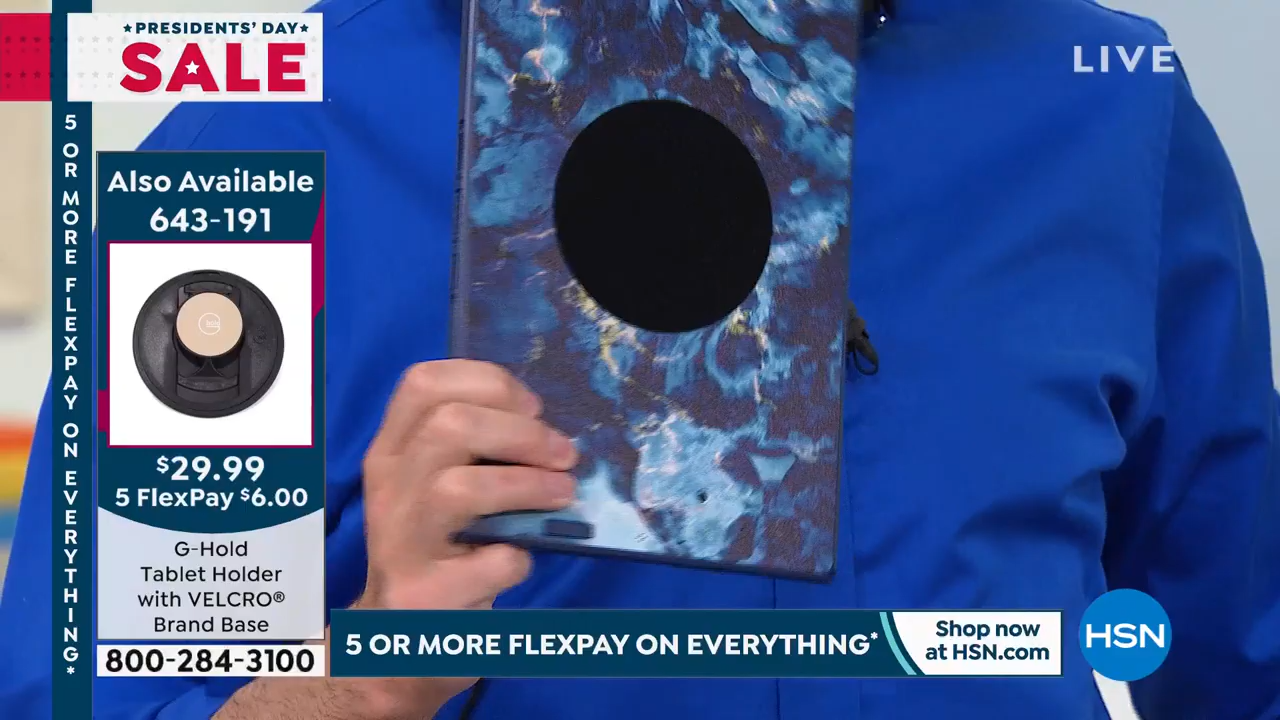 PRESIDENTS' DAY
SALE
LIVE
5 OR MORE FLEXPAY ON EVERYTHING*
Also Available
643-191
$29.99
5 FlexPay $6.00
G-Hold
Tablet Holder
with VELCRO®
Brand Base
800-284-3100
5 OR MORE FLEXPAY ON EVERYTHING*
Shop now
at HSN.com
HSN